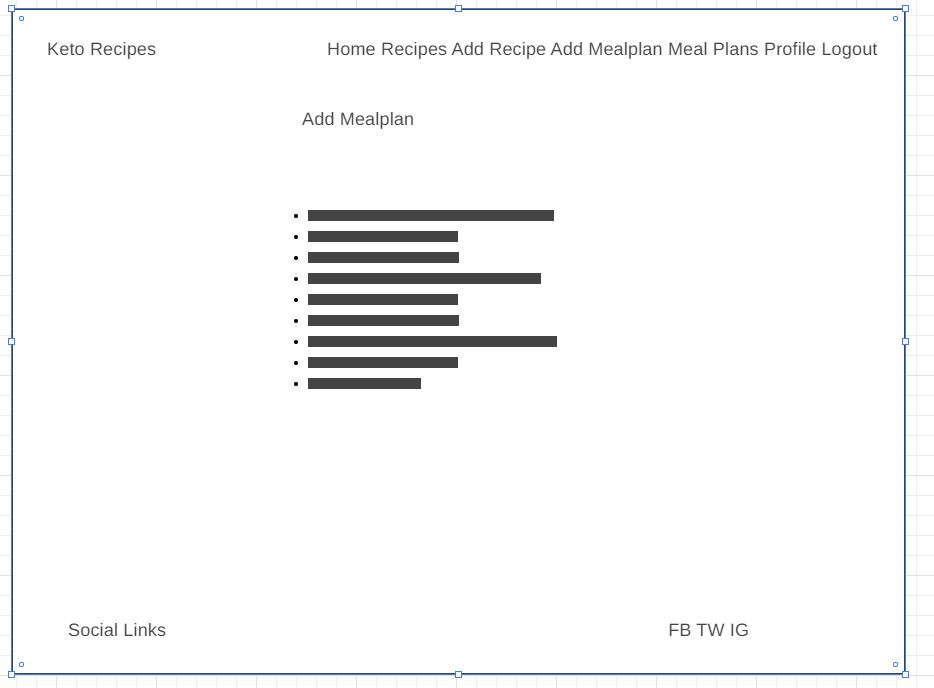 Keto Recipes
Home Recipes Add Recipe Add Mealplan Meal Plans Profile Logout
Add Mealplan
Social Links
FB TW IG